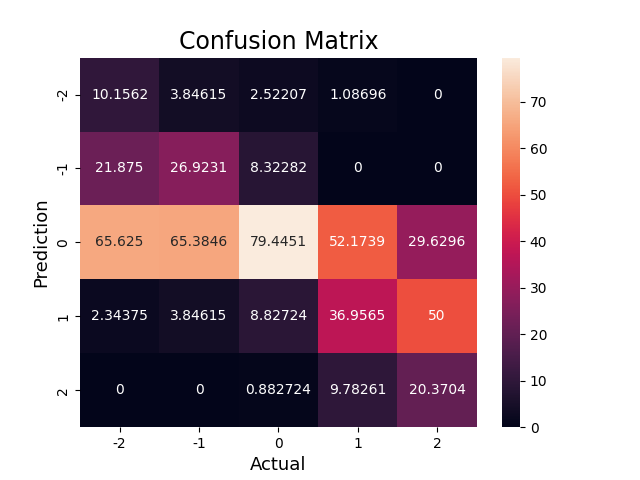 Confusion Matrix
Prediction
-2 10.1562 3.84615 2.52207 1.08696 0
-1 21.875 26.9231 8.32282 0 0
0 65.625 65.3846 79.4451 52.1739 29.6296
1 2.34375 3.84615 8.82724 36.9565 50
2 0 0 0.882724 9.78261 20.3704
-2 -1 0 1 2
Actual
70
60
50
40
30
20
10
0